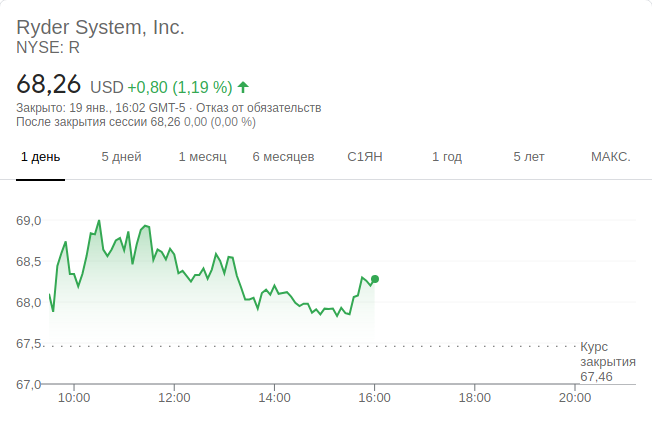 Ryder System, Inc.
NYSE: R
68,26 USD +0,80 (1,19 %)
Закрыто: 19 янв., 16:02 GMT-5 · Отказ от обязательств
После закрытия сессии 68,26 0,00 (0,00 %)
1 день 5 дней 1 месяц 6 месяцев С1ЯН 1 год 5 лет МАКС.
69,0
68,5
68,0
67,5
Курс
закрытия
67,46
67,0
10:00 12:00 14:00 16:00 18:00 20:00